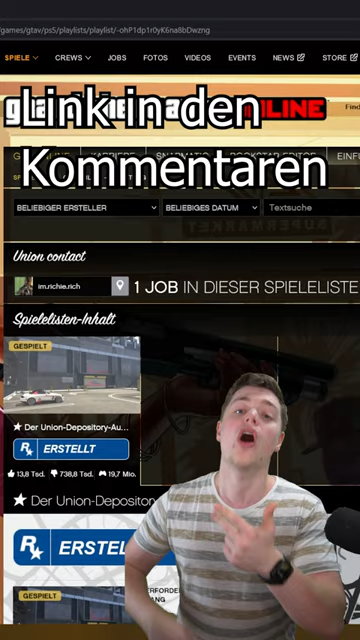 /games/gtav/ps5/playlists/playlist/-ohP1dp1r0yK6na8bDwzng
SPIELE CREWS JOBS FOTOS VIDEOS EVENTS NEWS STORE
Link in den
Kommentaren
BELIEBIGER ERSTELLER BELIEBIGES DATUM Textsuche
Union contact
im.richie.rich 1 JOB IN DIESER SPIELELISTE
Spielelisten-Inhalt
GESPIELT
Der Union-Depository-Au...
R★ ERSTELLT
13,8 Tsd. 738,8 Tsd. 19,7 Mio.
Der Union-Depositor
R★ ERSTELLT
GESPIELT